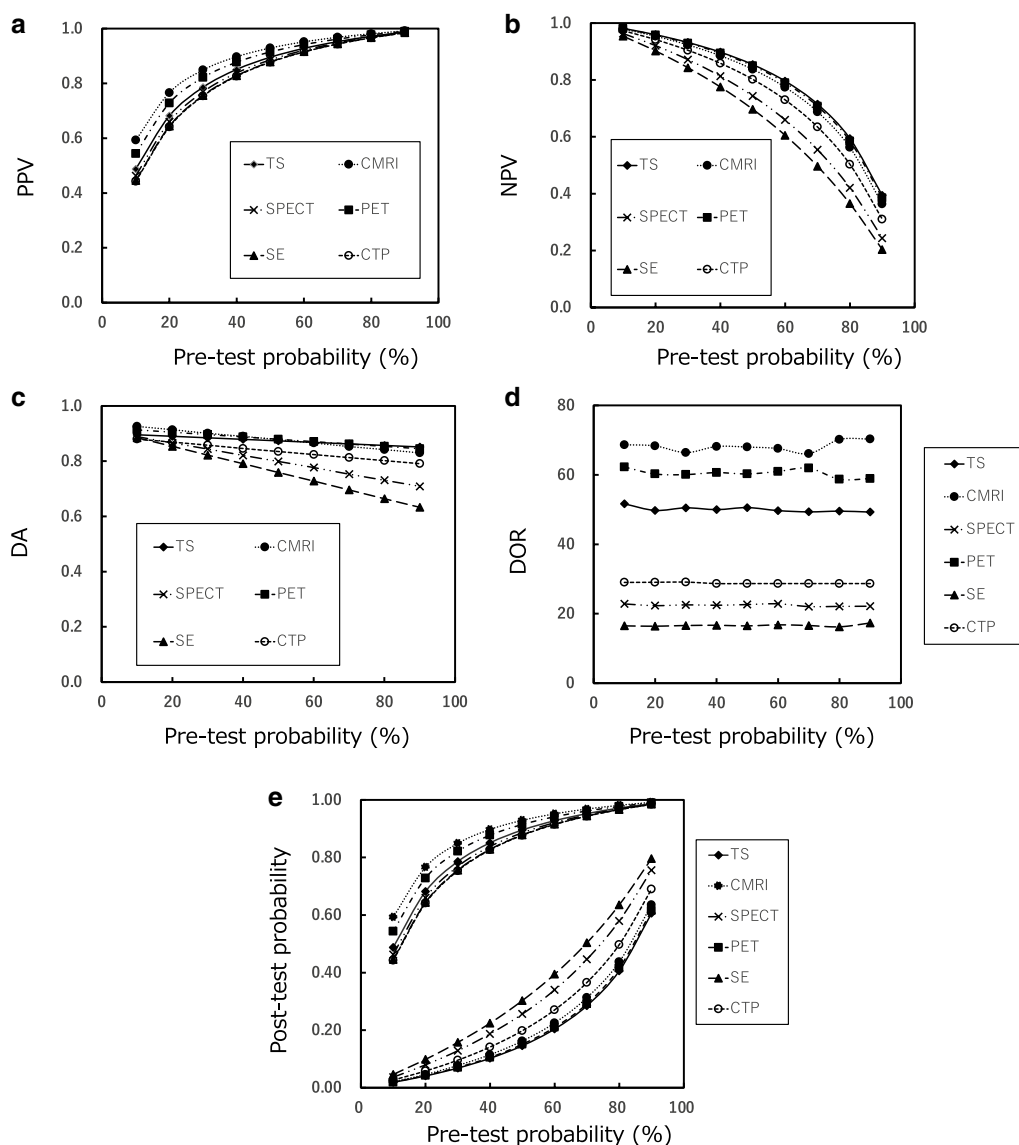 a
1.0
0.8
0.6
0.4
0.2
0.0
PPV
TS
CMRI
SPECT
PET
SE
CTP
0 20 40 60 80 100
Pre-test probability (%)
b
1.0
0.8
0.6
0.4
0.2
0.0
NPV
TS
CMRI
SPECT
PET
SE
CTP
0 20 40 60 80 100
Pre-test probability (%)
c
1.0
0.8
0.6
0.4
0.2
0.0
DA
TS
CMRI
SPECT
PET
SE
CTP
0 20 40 60 80 100
Pre-test probability (%)
d
80
60
40
20
0
DOR
0 20 40 60 80 100
Pre-test probability (%)
TS
CMRI
SPECT
PET
SE
CTP
e
1.00
0.80
0.60
0.40
0.20
0.00
Post-test probability
0 20 40 60 80 100
Pre-test probability (%)
TS
CMRI
SPECT
PET
SE
CTP